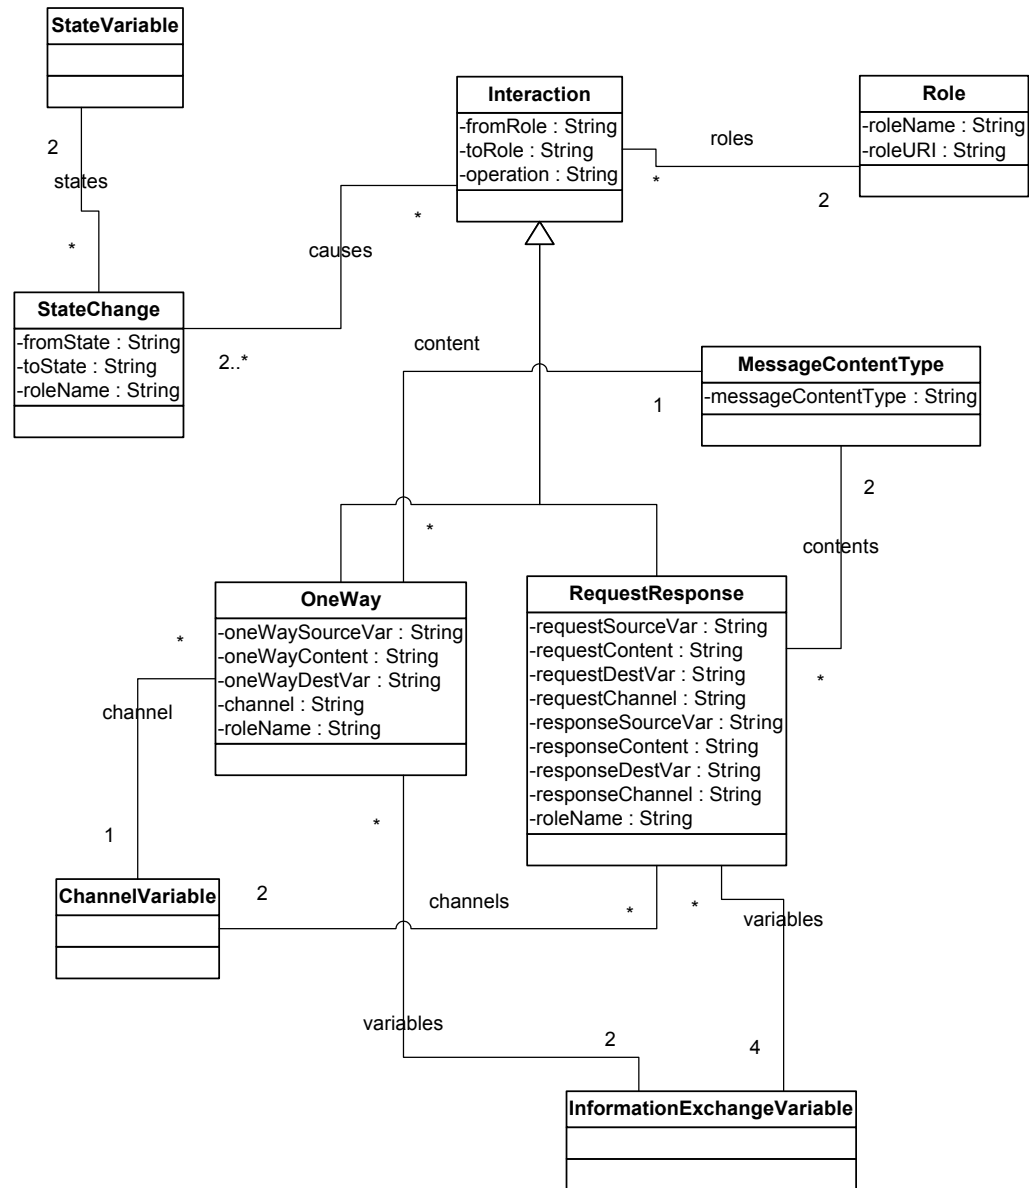 StateVariable
Interaction
-fromRole : String
-toRole : String
-operation : String
Role
-roleName : String
-roleURI : String
roles
*
2
2
states
*
*
causes
StateChange
-fromState : String
-toState : String
-roleName : String
2..*
content
MessageContentType
-messageContentType : String
1
2
contents
*
OneWay
-oneWaySourceVar : String
-oneWayContent : String
-oneWayDestVar : String
-channel : String
-roleName : String
RequestResponse
-requestSourceVar : String
-requestContent : String
-requestDestVar : String
-requestChannel : String
-responseSourceVar : String
-responseContent : String
-responseDestVar : String
-responseChannel : String
-roleName : String
*
*
channel
*
1
ChannelVariable
2
channels
*
*
variables
variables
2
4
InformationExchangeVariable